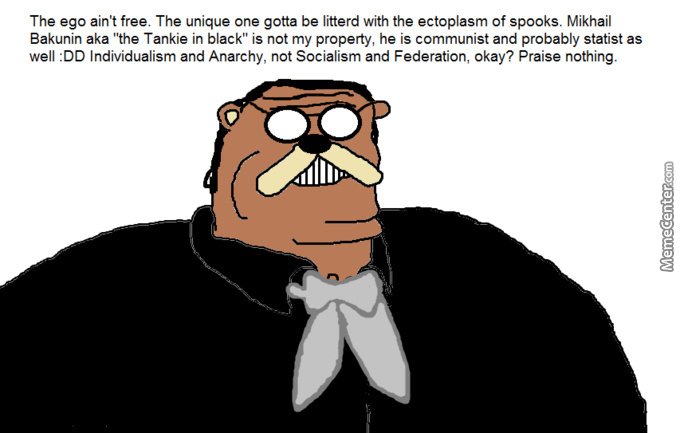 The ego ain't free. The unique one gotta be litterd with the ectoplasm of spooks. Mikhail
Bakunin aka "the Tankie in black" is not my property, he is communist and probably statist as
well :DD Individualism and Anarchy, not Socialism and Federation, okay? Praise nothing.
MemeCenter.com